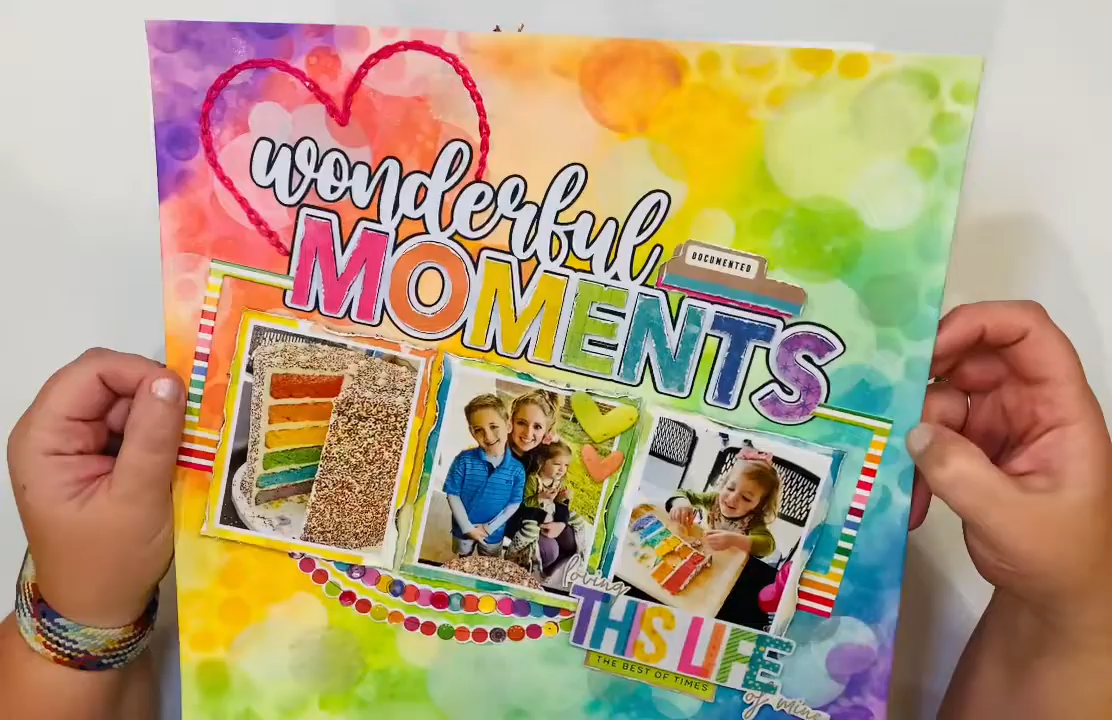 wonderful
MOMENTS
DOCUMENTED
loving
THIS LIFE
THE BEST OF TIMES
of mine